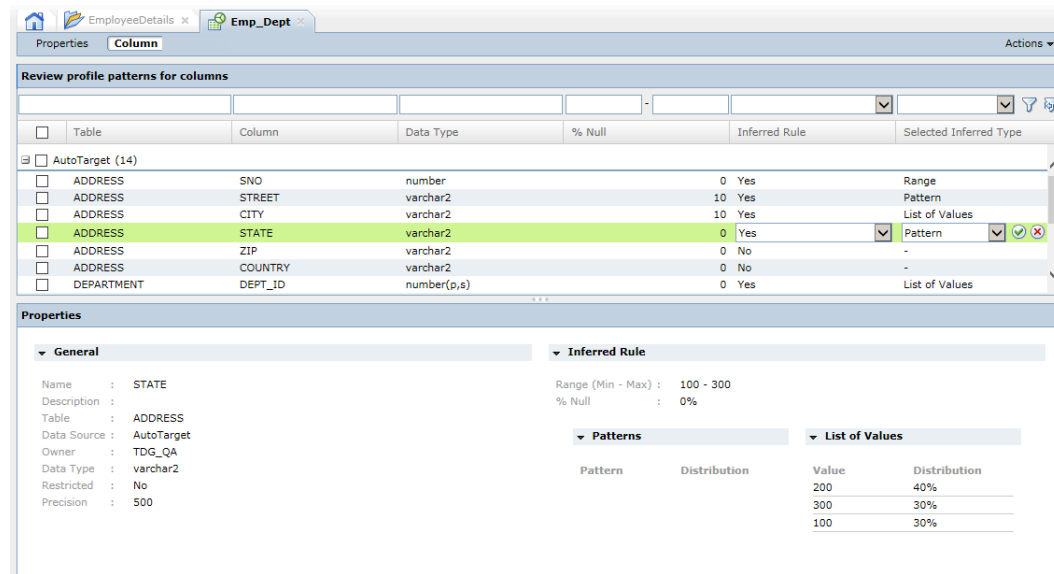 EmployeeDetails × Emp_Dept ×
Properties Column Actions
Review profile patterns for columns
-
Table Column Data Type % Null Inferred Rule Selected Inferred Type
AutoTarget (14)
ADDRESS SNO number 0 Yes Range
ADDRESS STREET varchar2 10 Yes Pattern
ADDRESS CITY varchar2 10 Yes List of Values
ADDRESS STATE varchar2 0 Yes Pattern
ADDRESS ZIP varchar2 0 No -
ADDRESS COUNTRY varchar2 0 No -
DEPARTMENT DEPT_ID number(p,s) 0 Yes List of Values
Properties
General
Name : STATE
Description :
Table : ADDRESS
Data Source : AutoTarget
Owner : TDG_QA
Data Type : varchar2
Restricted : No
Precision : 500
Inferred Rule
Range (Min - Max) : 100 - 300
% Null : 0%
Patterns
Pattern Distribution
List of Values
Value Distribution
200 40%
300 30%
100 30%